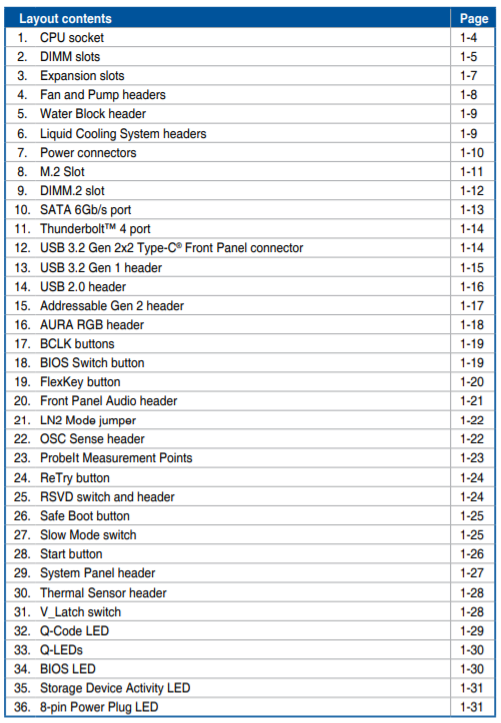 Layout contents Page
1. CPU socket 1-4
2. DIMM slots 1-5
3. Expansion slots 1-7
4. Fan and Pump headers 1-8
5. Water Block header 1-9
6. Liquid Cooling System headers 1-9
7. Power connectors 1-10
8. M.2 Slot 1-11
9. DIMM.2 slot 1-12
10. SATA 6Gb/s port 1-13
11. Thunderbolt™ 4 port 1-14
12. USB 3.2 Gen 2x2 Type-C® Front Panel connector 1-14
13. USB 3.2 Gen 1 header 1-15
14. USB 2.0 header 1-16
15. Addressable Gen 2 header 1-17
16. AURA RGB header 1-18
17. BCLK buttons 1-19
18. BIOS Switch button 1-19
19. FlexKey button 1-20
20. Front Panel Audio header 1-21
21. LN2 Mode jumper 1-22
22. OSC Sense header 1-22
23. ProbeIt Measurement Points 1-23
24. ReTry button 1-24
25. RSVD switch and header 1-24
26. Safe Boot button 1-25
27. Slow Mode switch 1-25
28. Start button 1-26
29. System Panel header 1-27
30. Thermal Sensor header 1-28
31. V_Latch switch 1-28
32. Q-Code LED 1-29
33. Q-LEDs 1-30
34. BIOS LED 1-30
35. Storage Device Activity LED 1-31
36. 8-pin Power Plug LED 1-31